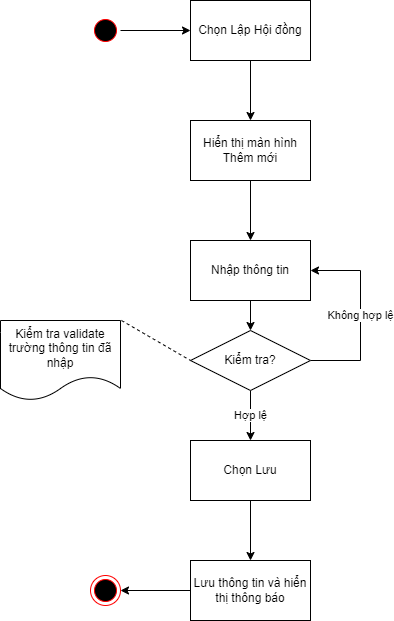 Chọn Lập Hội đồng
Hiển thị màn hình
Thêm mới
Nhập thông tin
Không hợp lệ
Kiểm tra validate
trường thông tin đã
nhập
Kiểm tra?
Hợp lệ
Chọn Lưu
Lưu thông tin và hiển
thị thông báo